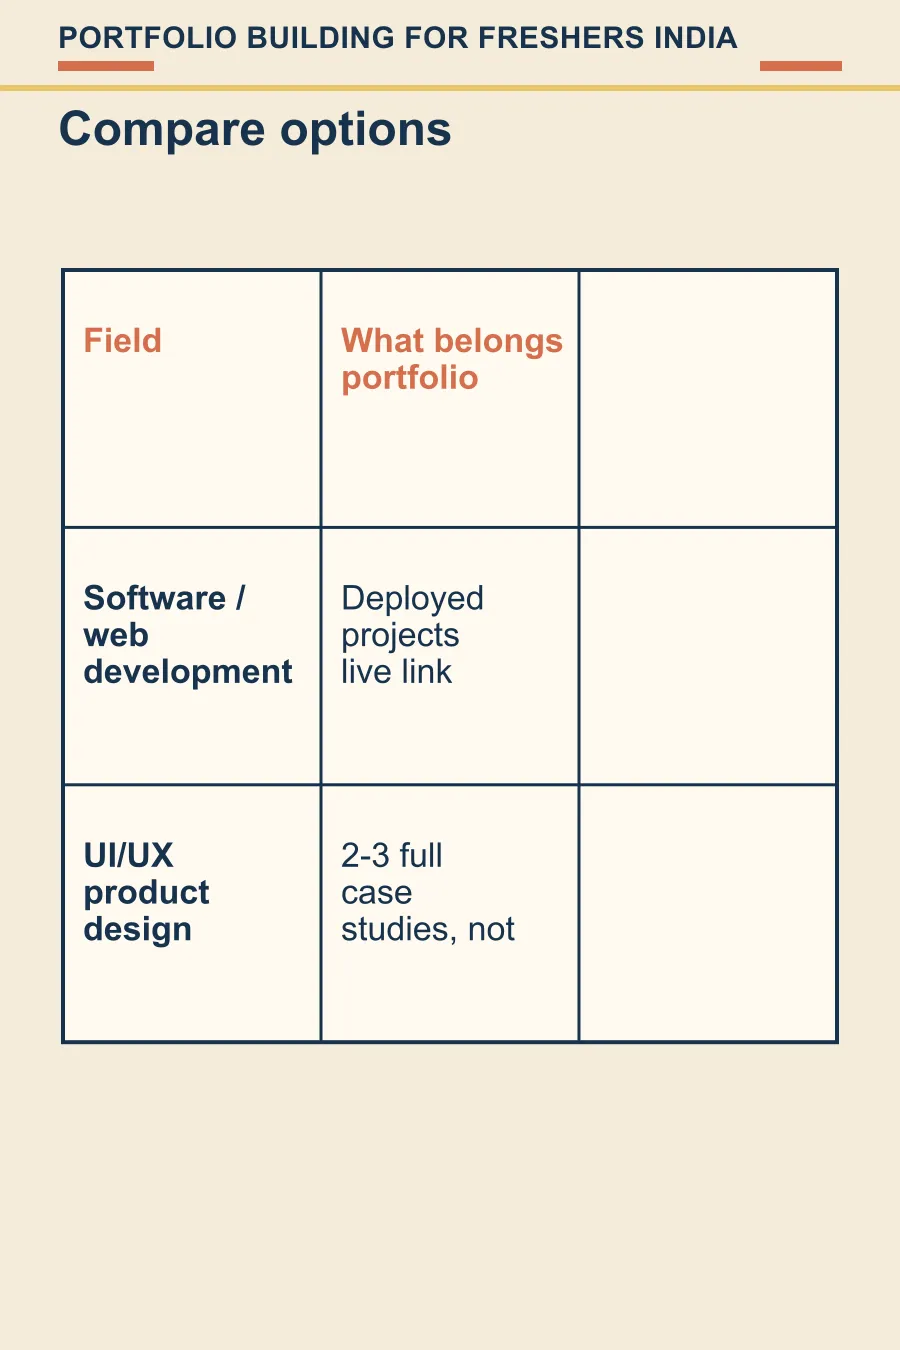 PORTFOLIO BUILDING FOR FRESHERS INDIA
Compare options
Field
What belongs
portfolio
Software /
web
development
Deployed
projects
live link
UI/UX
product
design
2-3 full
case
studies, not